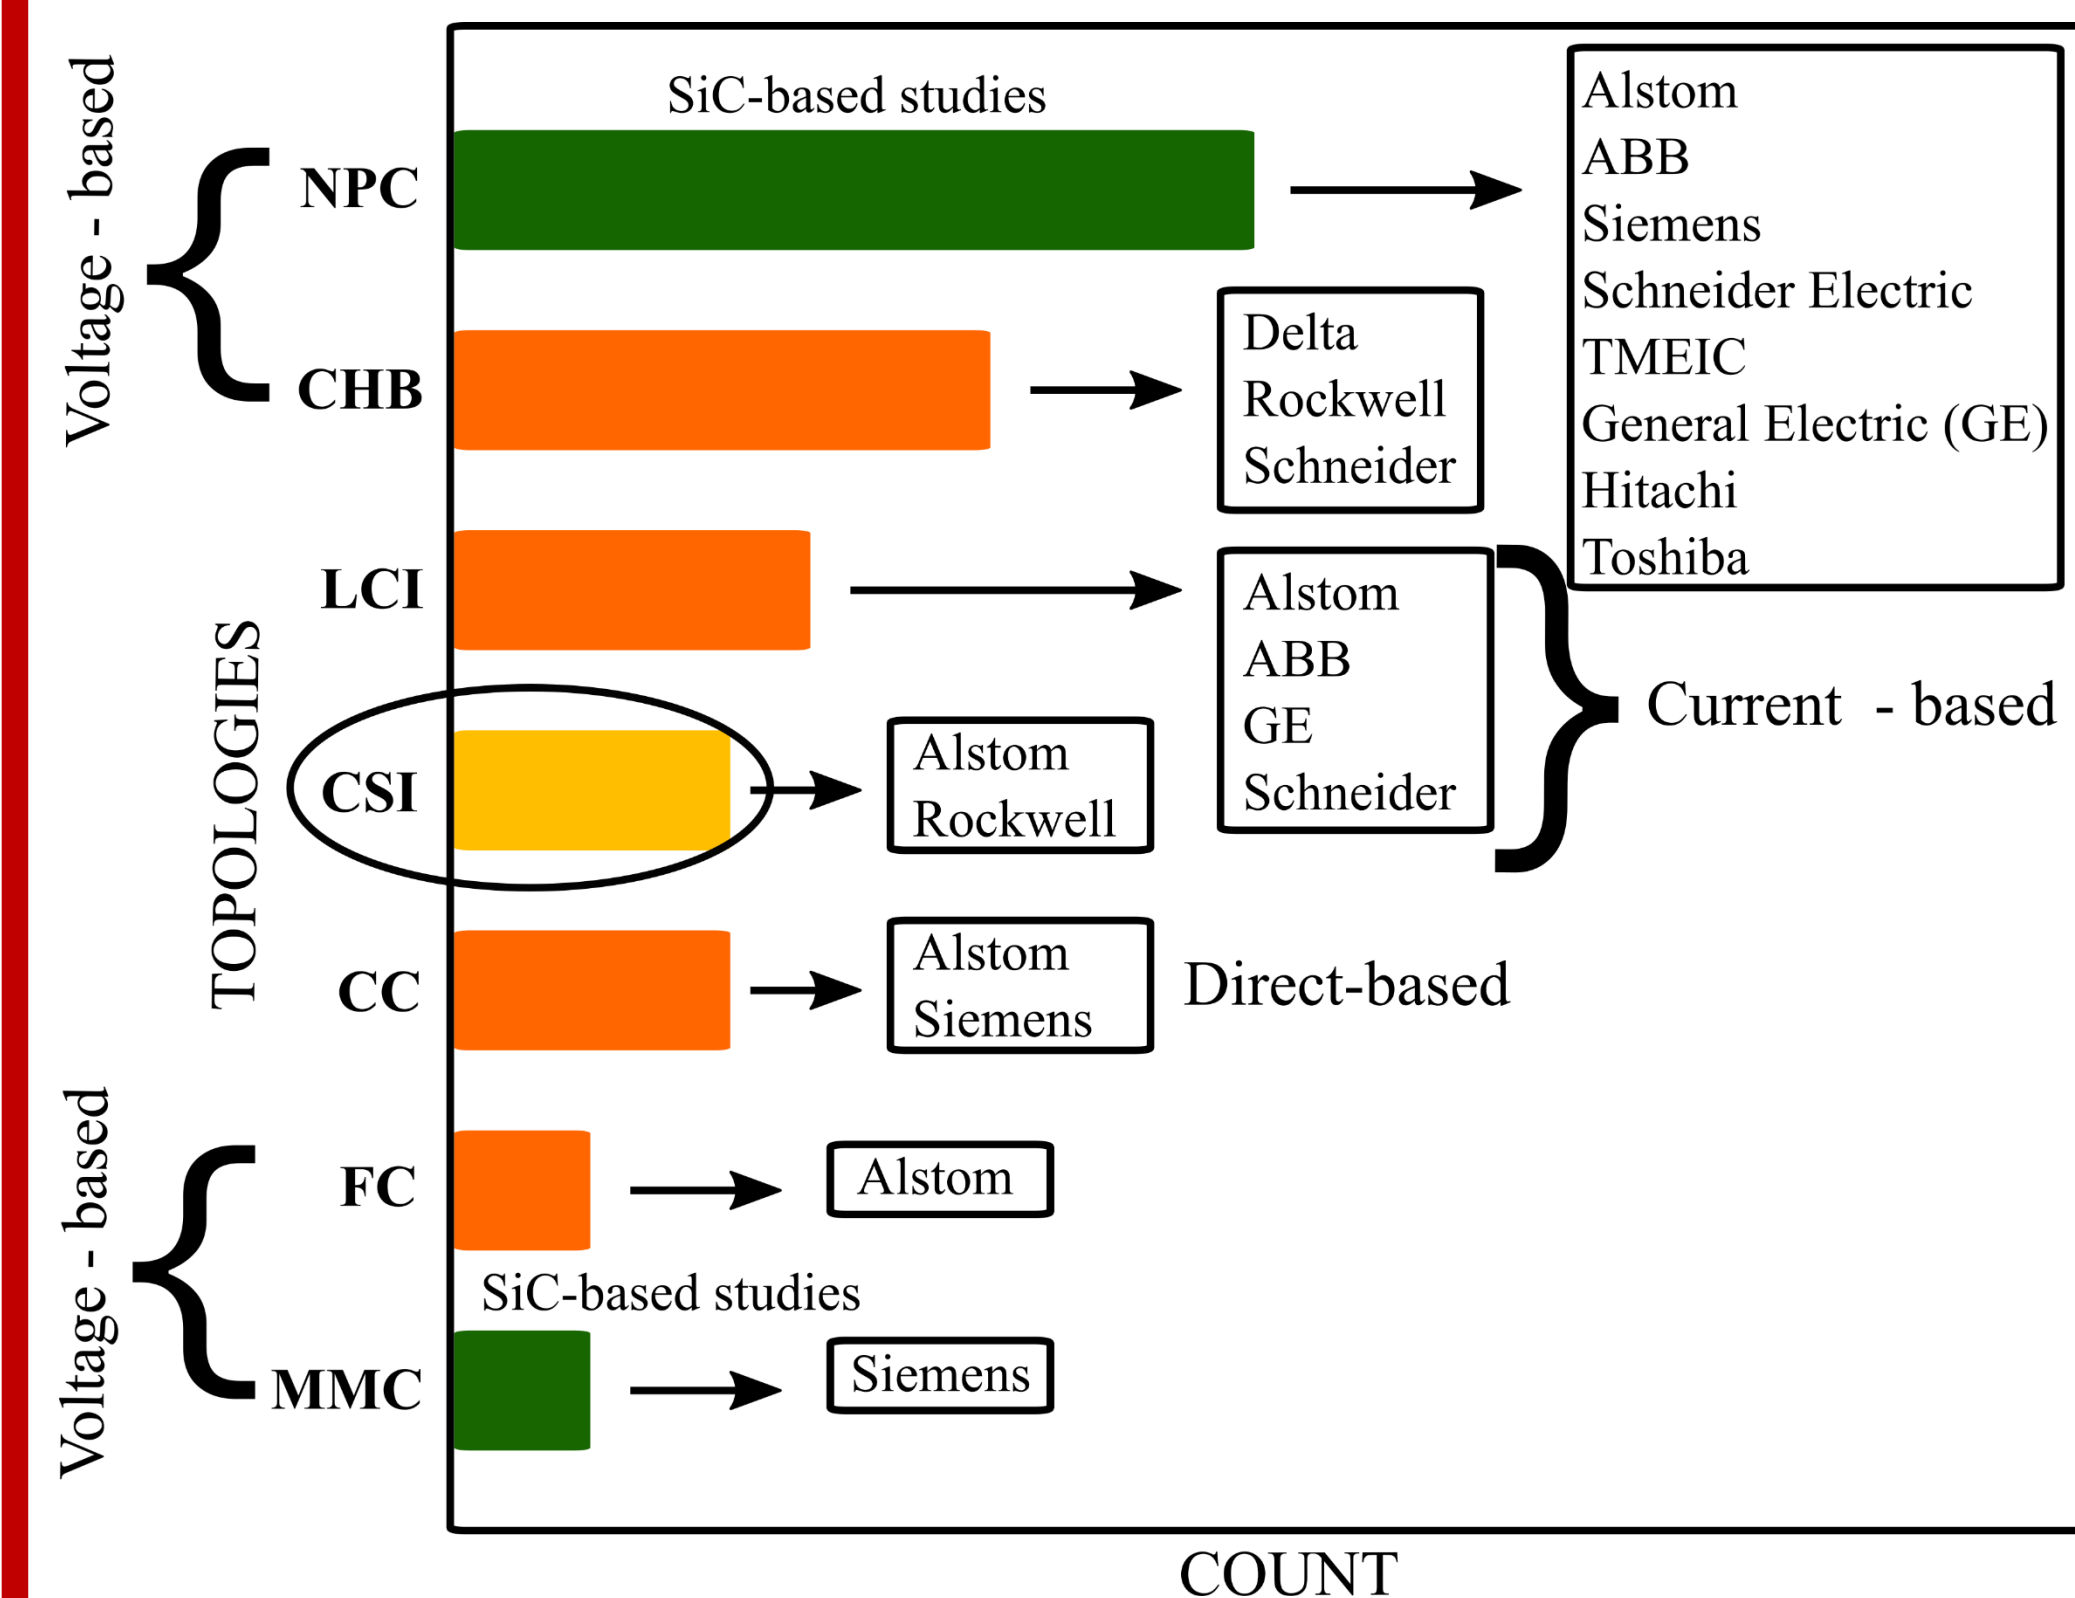 Voltage - based
SiC-based studies
NPC
Alstom
ABB
Siemens
Schneider Electric
TMEIC
General Electric (GE)
Hitachi
Toshiba
CHB
Delta
Rockwell
Schneider
TOPOLOGIES
LCI
Alstom
ABB
GE
Schneider
Current - based
CSI
Alstom
Rockwell
CC
Alstom
Siemens
Direct-based
Voltage - based
FC
Alstom
SiC-based studies
MMC
Siemens
COUNT